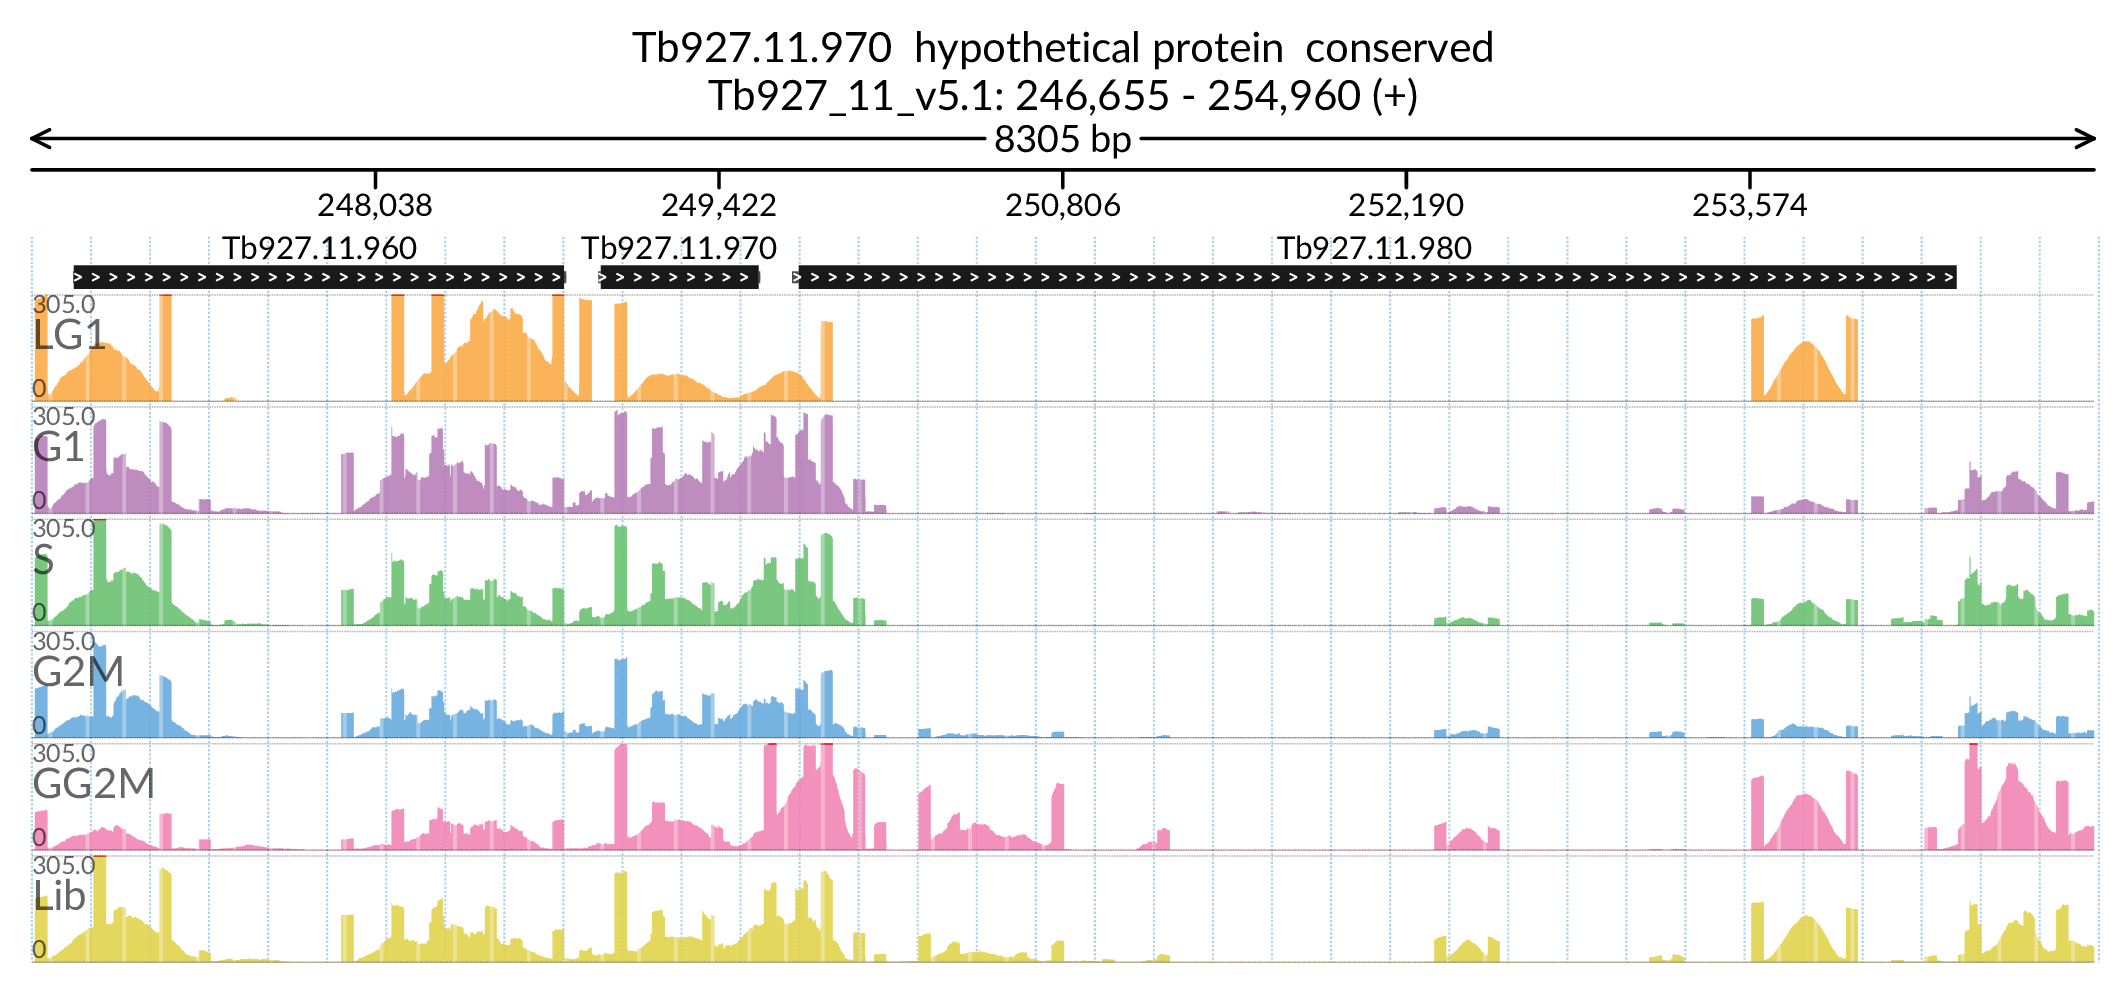 Tb927.11.970 hypothetical protein conserved
Tb927_11_v5.1: 246,655 - 254,960 (+)
8305 bp
248,038 249,422 250,806 252,190 253,574
Tb927.11.960 Tb927.11.970 Tb927.11.980
305.0
LG1
0
305.0
G1
0
305.0
S
0
305.0
G2M
0
305.0
GG2M
0
305.0
Lib
0